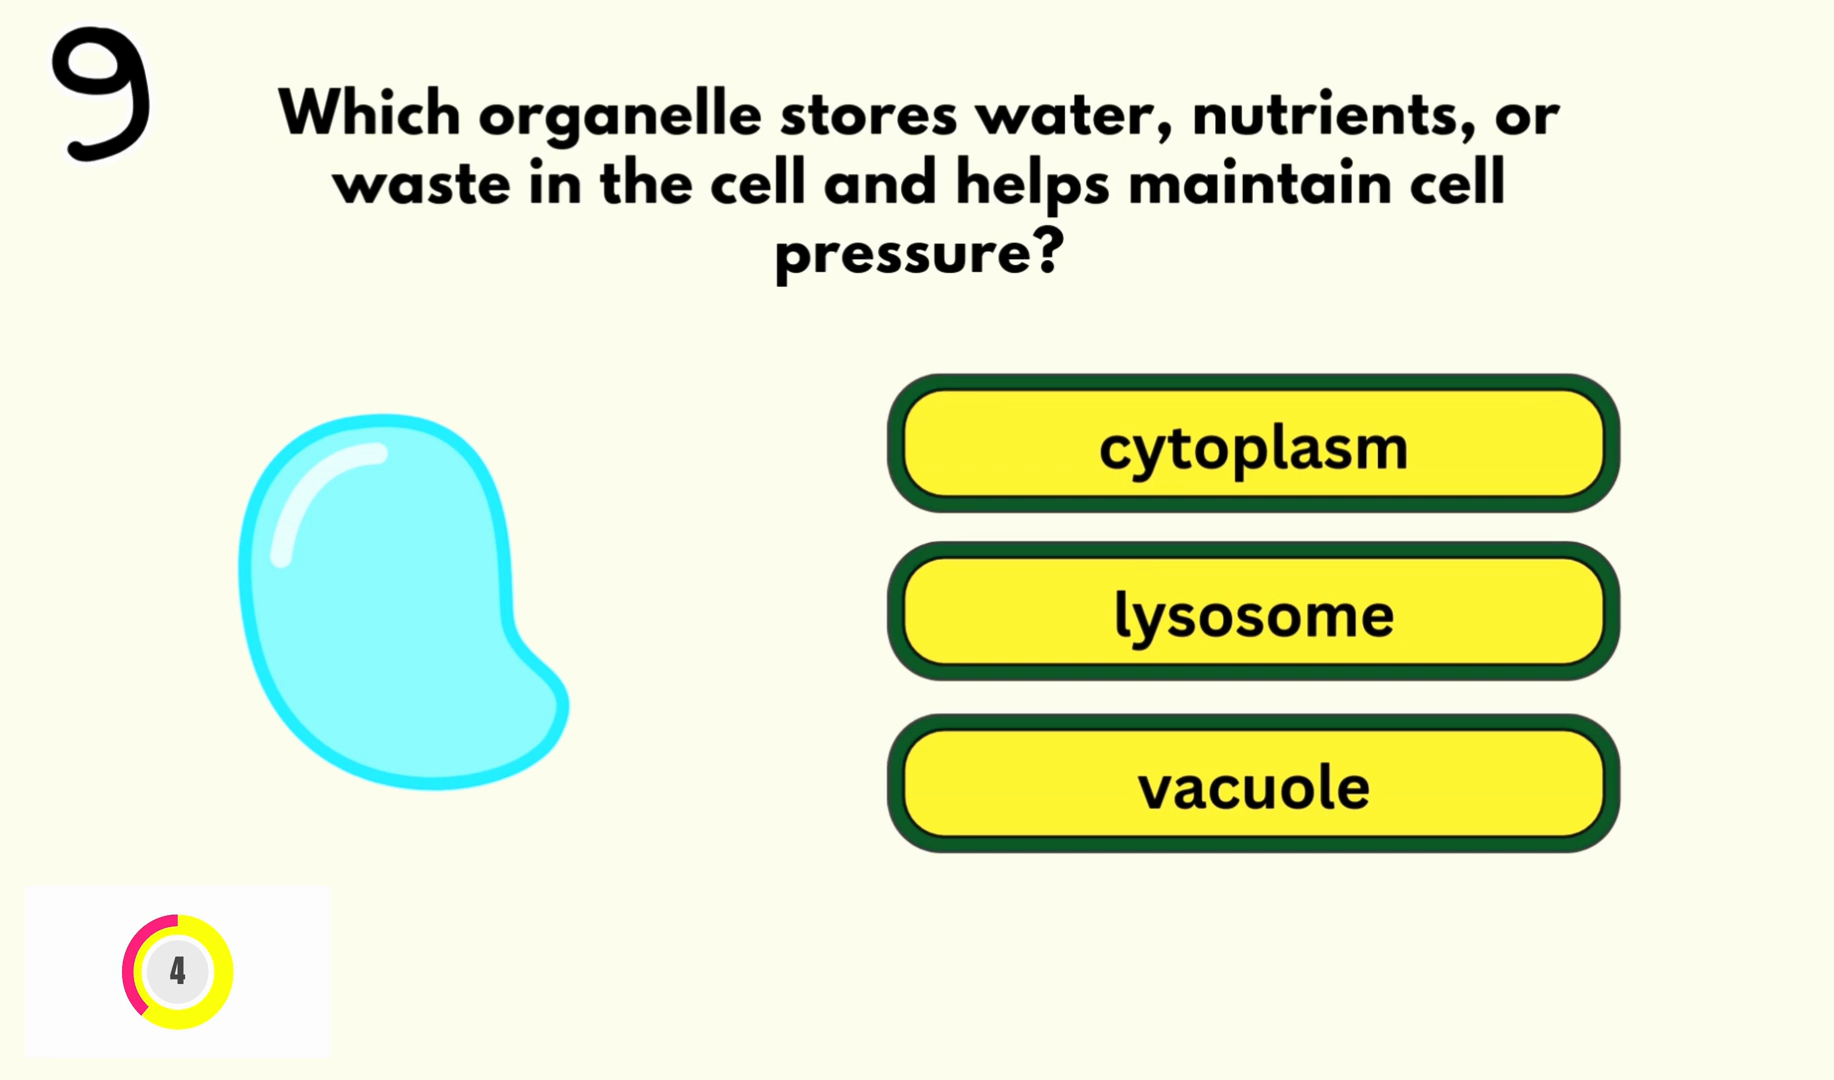 9
Which organelle stores water, nutrients, or
waste in the cell and helps maintain cell
pressure?
cytoplasm
lysosome
vacuole
4